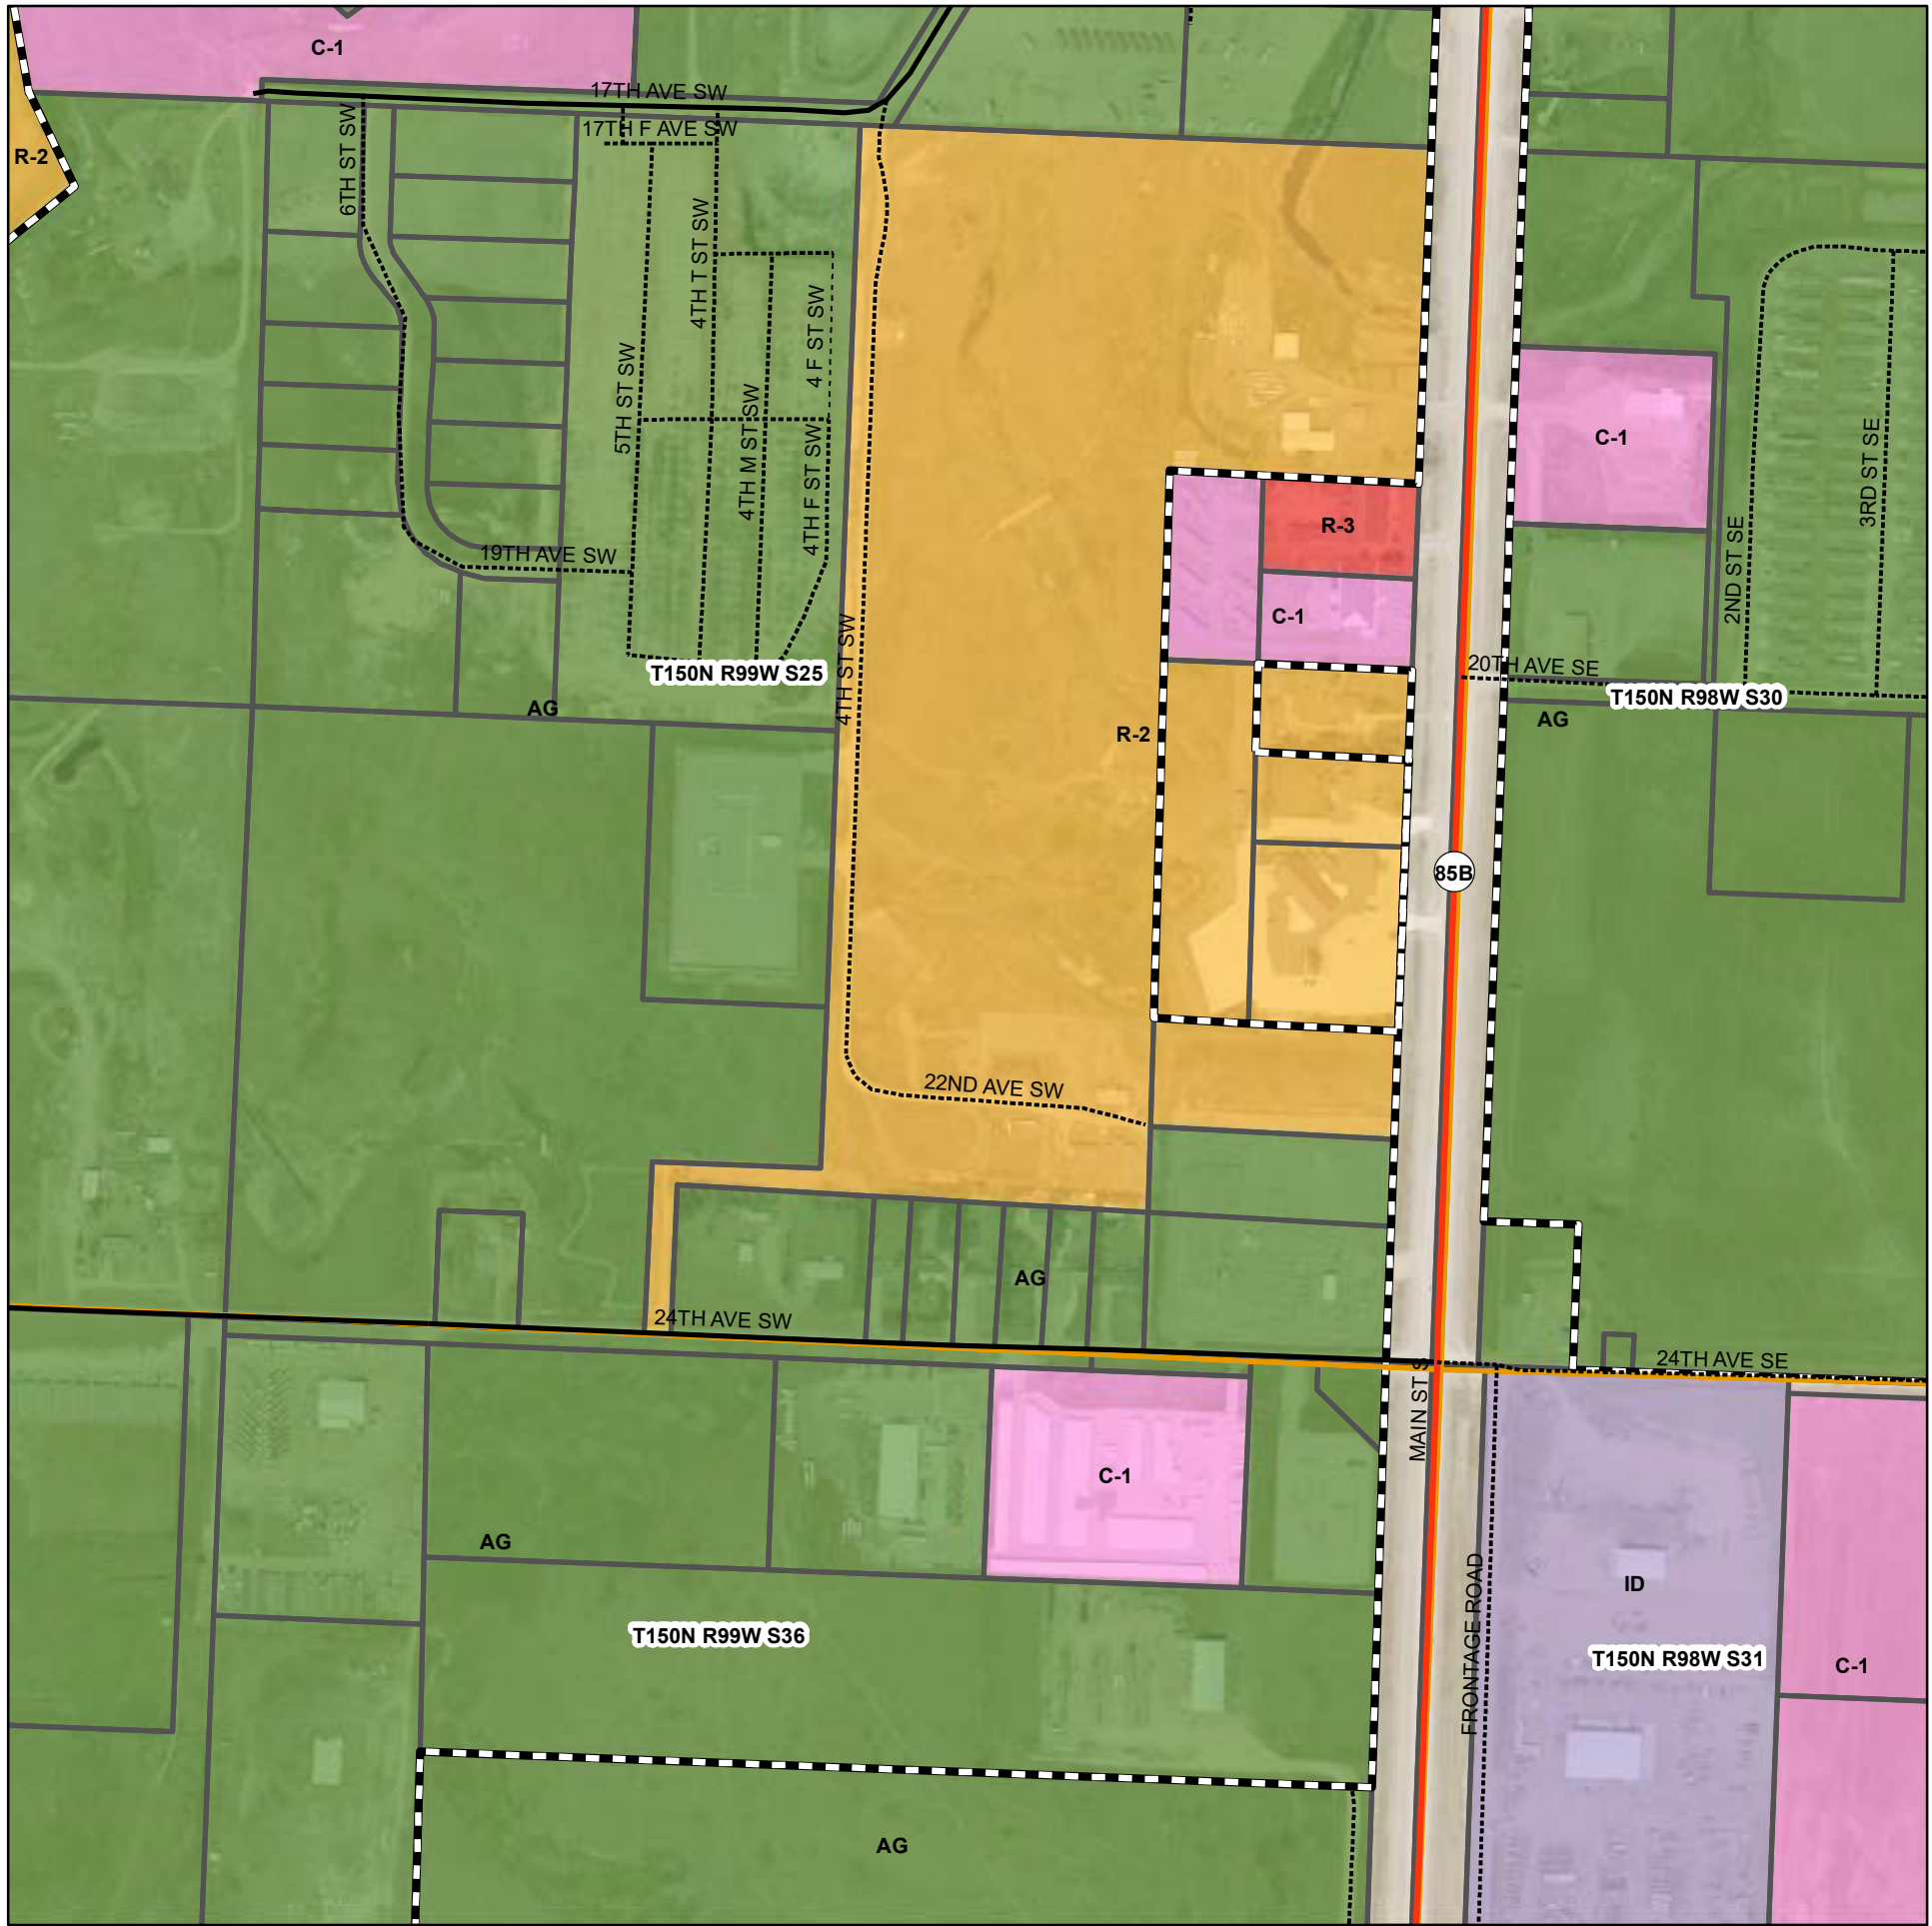 C-1
17TH AVE SW
17TH F AVE SW
R-2
6TH ST SW
4TH T ST SW
4 F ST SW
5TH ST SW
4TH M ST SW
4TH F ST SW
C-1
3RD ST SE
R-3
2ND ST SE
19TH AVE SW
C-1
4TH ST SW
20TH AVE SE
T150N R99W S25
T150N R98W S30
AG
AG
R-2
85B
22ND AVE SW
AG
24TH AVE SW
24TH AVE SE
MAIN ST S
C-1
AG
ID
FRONTAGE ROAD
T150N R99W S36
T150N R98W S31
C-1
AG